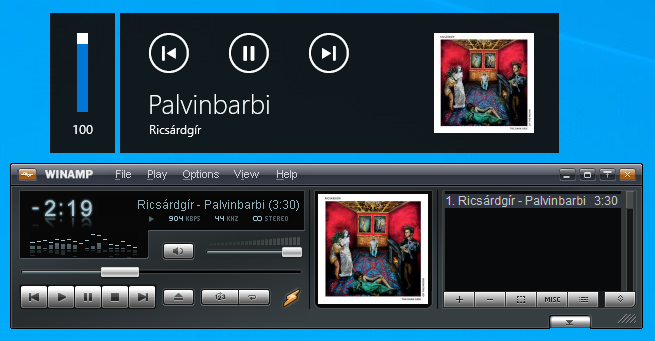 100
Palvinbarbi
Ricsárdgír
WINAMP File Play Options View Help
-2:19
Ricsárdgír - Palvinbarbi (3:30)
904 KBPS 44 KHZ STEREO
1. Ricsárdgír - Palvinbarbi 3:30
123
MISC